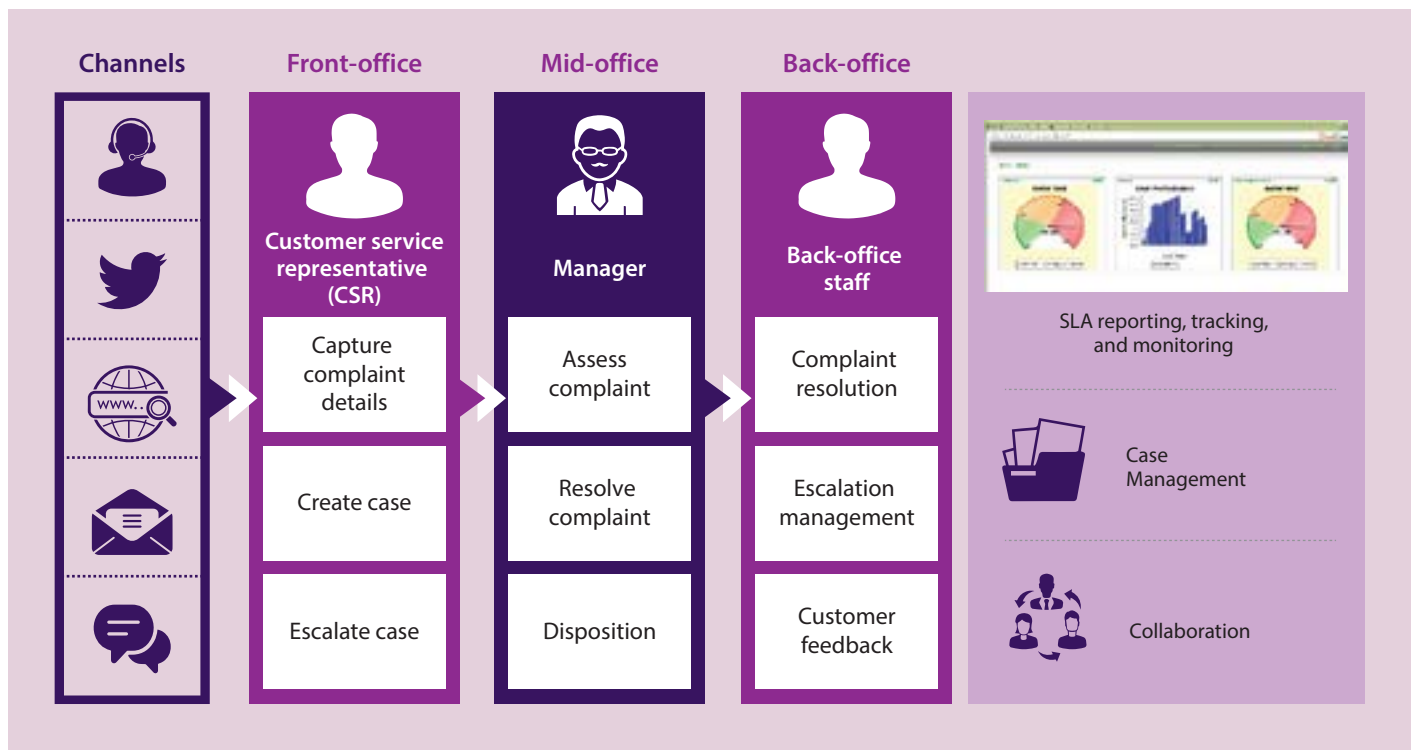 Channels
Front-office
Mid-office
Back-office
www..
Customer service
representative
(CSR)
Capture
complaint
details
Create case
Escalate case
Manager
Assess
complaint
Resolve
complaint
Disposition
Back-office
staff
Complaint
resolution
Escalation
management
Customer
feedback
SLA reporting, tracking,
and monitoring
Case
Management
Collaboration